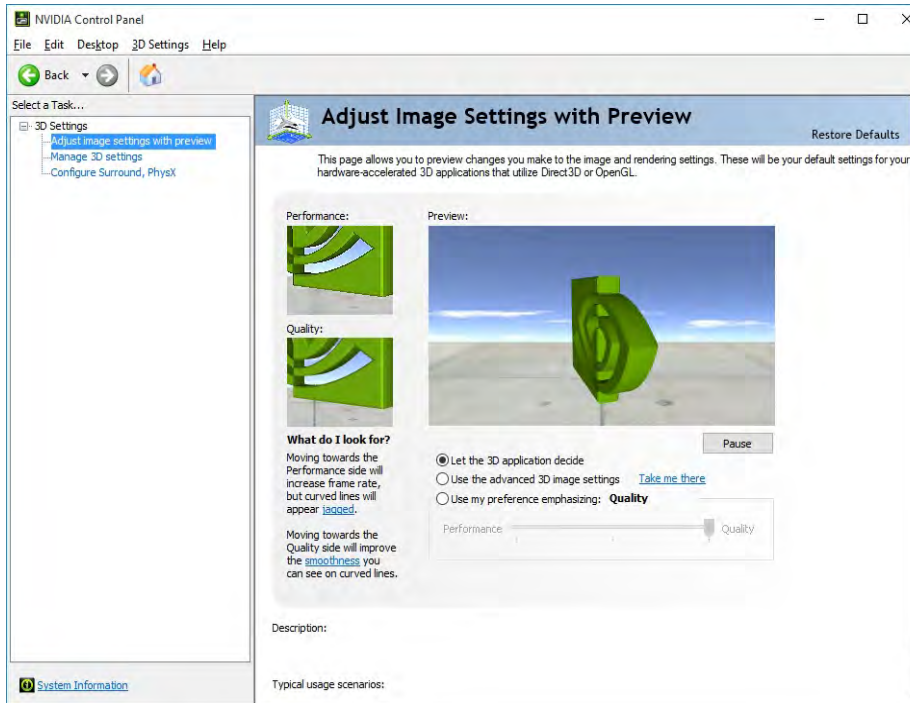 NVIDIA Control Panel
File Edit Desktop 3D Settings Help
Back
Select a Task...
3D Settings
Adjust image settings with preview
Manage 3D settings
Configure Surround, PhysX
System Information
Adjust Image Settings with Preview
Restore Defaults
This page allows you to preview changes you make to the image and rendering settings. These will be your default settings for your
hardware-accelerated 3D applications that utilize Direct3D or OpenGL.
Performance:
Quality:
What do I look for?
Moving towards the
Performance side will
increase frame rate,
but curved lines will
appear jagged.
Moving towards the
Quality side will improve
the smoothness you
can see on curved lines.
Preview:
Pause
Let the 3D application decide
Use the advanced 3D image settings Take me there
Use my preference emphasizing: Quality
Performance Quality
Description:
Typical usage scenarios: